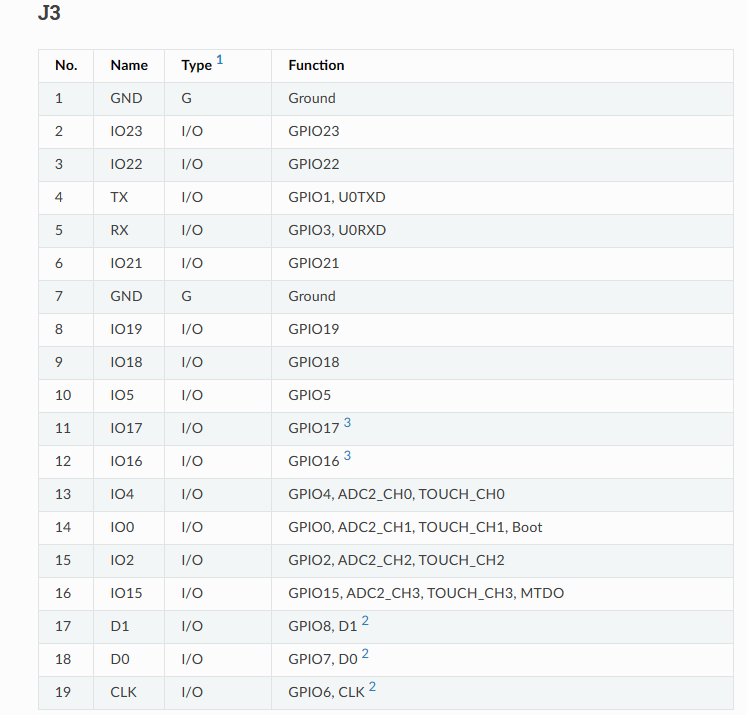 J3
No. Name Type 1 Function
1 GND G Ground
2 IO23 I/O GPIO23
3 IO22 I/O GPIO22
4 TX I/O GPIO1, U0TXD
5 RX I/O GPIO3, U0RXD
6 IO21 I/O GPIO21
7 GND G Ground
8 IO19 I/O GPIO19
9 IO18 I/O GPIO18
10 IO5 I/O GPIO5
11 IO17 I/O GPIO17 3
12 IO16 I/O GPIO16 3
13 IO4 I/O GPIO4, ADC2_CH0, TOUCH_CH0
14 IO0 I/O GPIO0, ADC2_CH1, TOUCH_CH1, Boot
15 IO2 I/O GPIO2, ADC2_CH2, TOUCH_CH2
16 IO15 I/O GPIO15, ADC2_CH3, TOUCH_CH3, MTDO
17 D1 I/O GPIO8, D1 2
18 D0 I/O GPIO7, D0 2
19 CLK I/O GPIO6, CLK 2